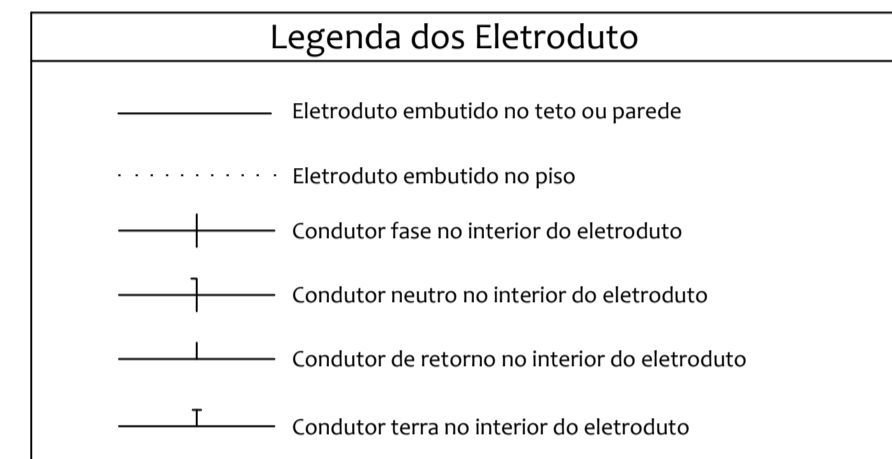 Legenda dos Eletroduto
Eletroduto embutido no teto ou parede
Eletroduto embutido no piso
Condutor fase no interior do eletroduto
Condutor neutro no interior do eletroduto
Condutor de retorno no interior do eletroduto
Condutor terra no interior do eletroduto